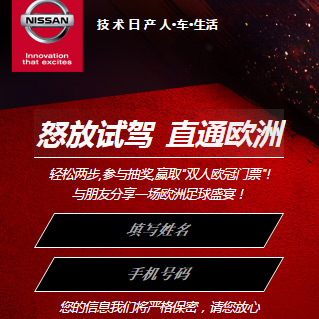 NISSAN
Innovation
that excites
技术日产 人•车•生活
怒放试驾 直通欧洲
轻松两步,参与抽奖,赢取"双人欧冠门票"!
与朋友分享一场欧洲足球盛宴！
填写姓名
手机号码
您的信息我们将严格保密，请您放心